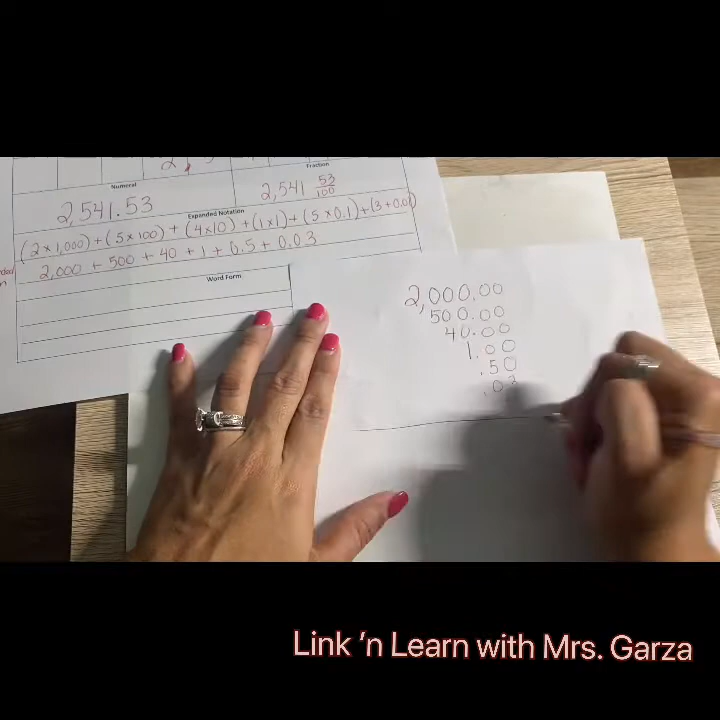 Numeral
Fraction
2,541.53
2,541 53/100
Expanded Notation
(2×1,000)+(5×100)+(4×10)+(1×1)+(5×0.1)+(3+0.01)
2,000 + 500 + 40 + 1 + 0.5 + 0.03
Word Form
2,000.00
500.00
40.00
1.00
.50
.03
Link 'n Learn with Mrs. Garza